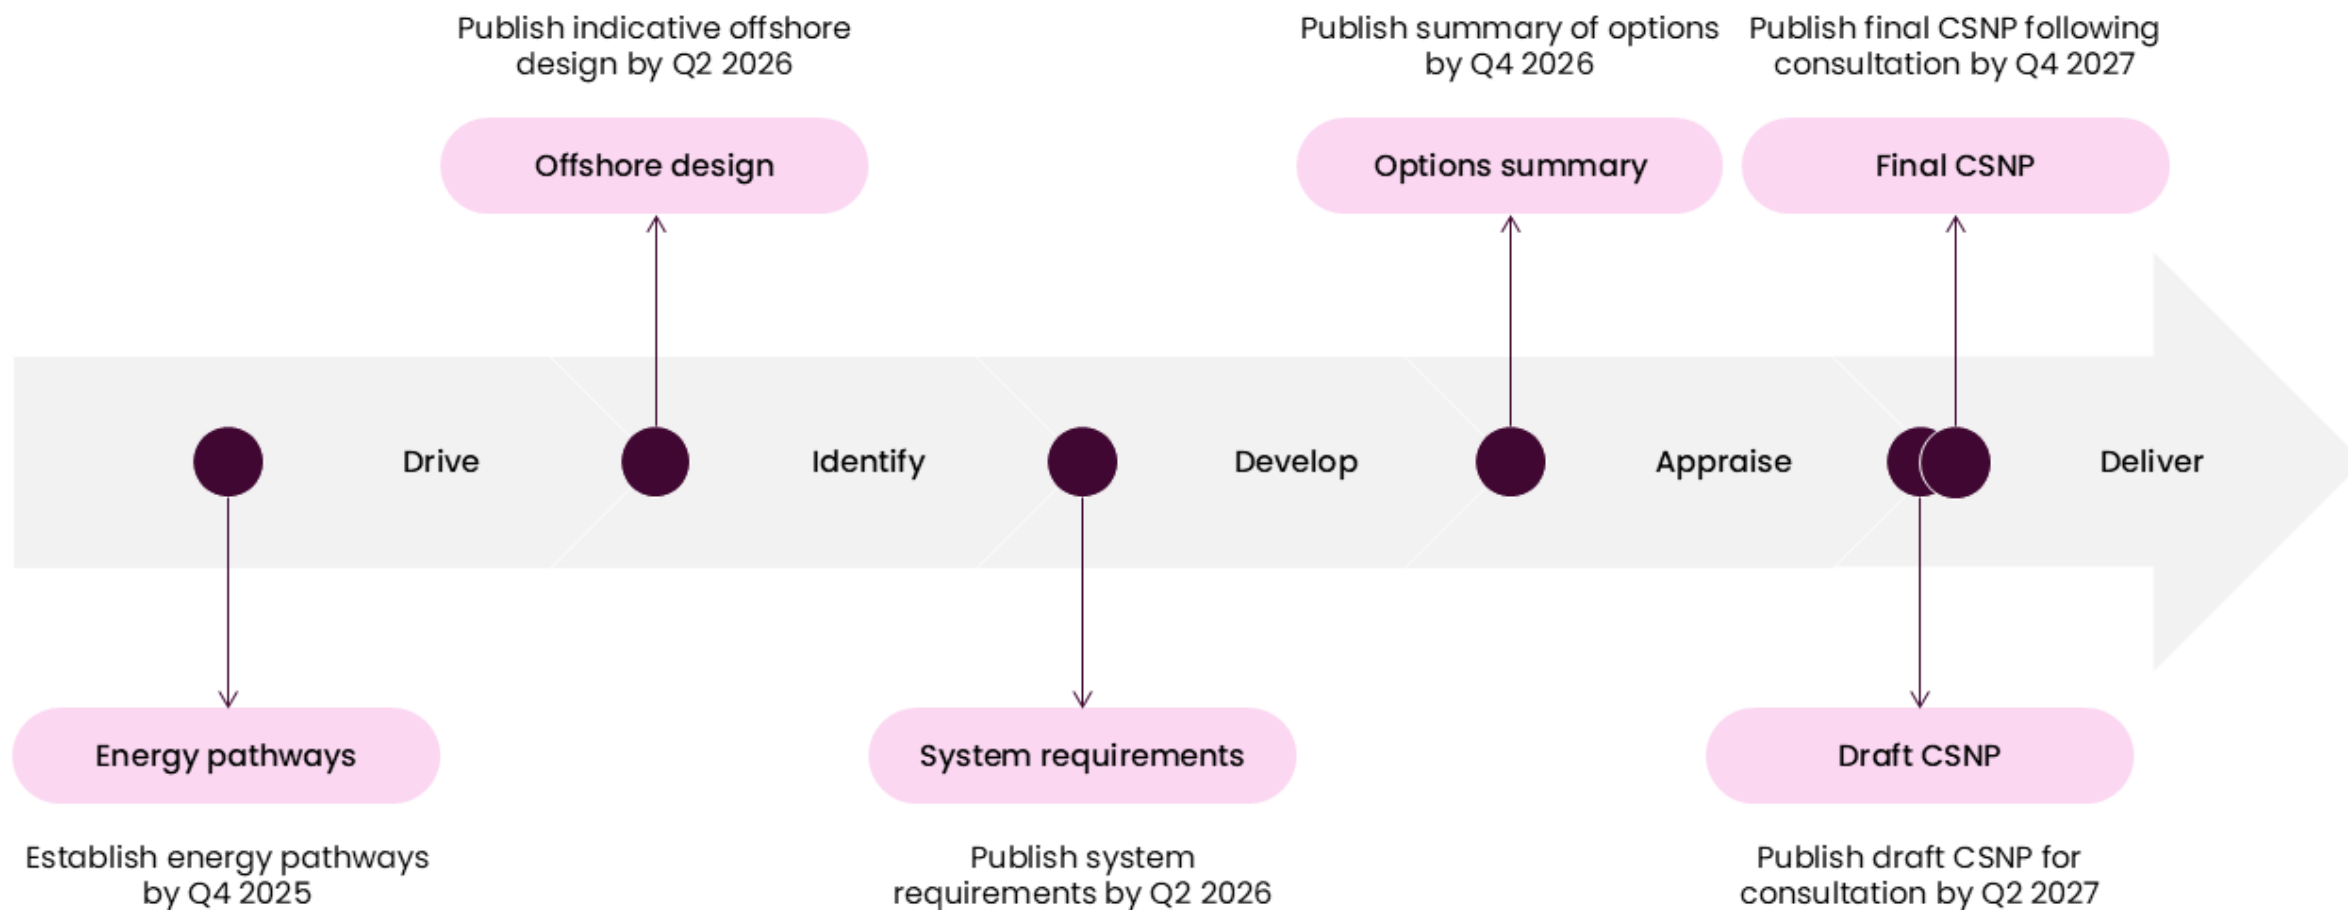 Publish indicative offshore
design by Q2 2026
Publish summary of options
by Q4 2026
Publish final CSNP following
consultation by Q4 2027
Offshore design
Options summary
Final CSNP
Drive
Identify
Develop
Appraise
Deliver
Energy pathways
System requirements
Draft CSNP
Establish energy pathways
by Q4 2025
Publish system
requirements by Q2 2026
Publish draft CSNP for
consultation by Q2 2027